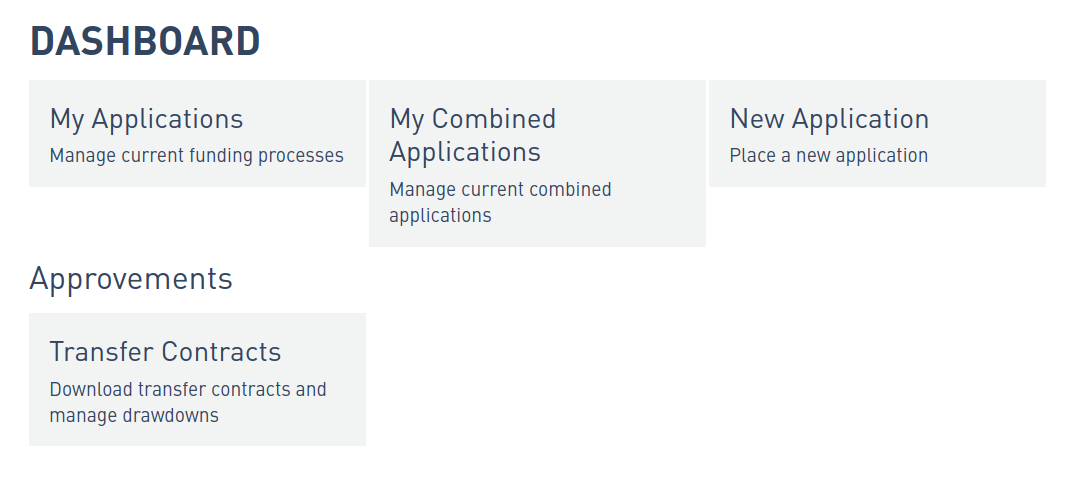 DASHBOARD
My Applications
Manage current funding processes
My Combined
Applications
Manage current combined
applications
New Application
Place a new application
Approvements
Transfer Contracts
Download transfer contracts and
manage drawdowns